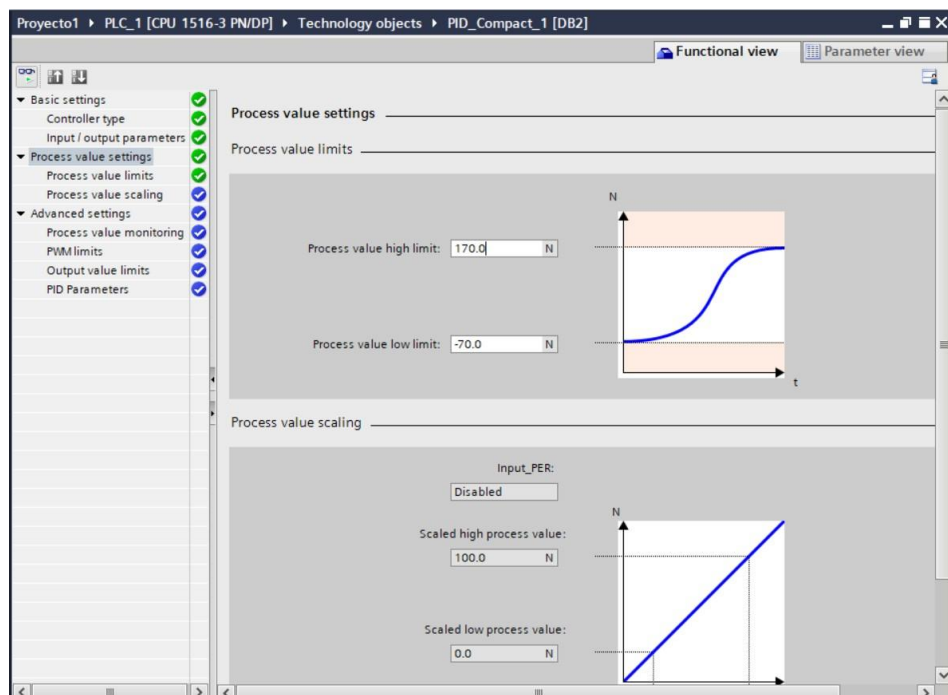 Proyecto1 ▸ PLC_1 [CPU 1516-3 PN/DP] ▸ Technology objects ▸ PID_Compact_1 [DB2]
Functional view
Parameter view
Basic settings
Controller type
Input / output parameters
Process value settings
Process value limits
Process value scaling
Advanced settings
Process value monitoring
PWM limits
Output value limits
PID Parameters
Process value settings
Process value limits
N
Process value high limit: 170.0 N
Process value low limit: -70.0 N
t
Process value scaling
Input_PER:
Disabled
N
Scaled high process value:
100.0 N
Scaled low process value:
0.0 N